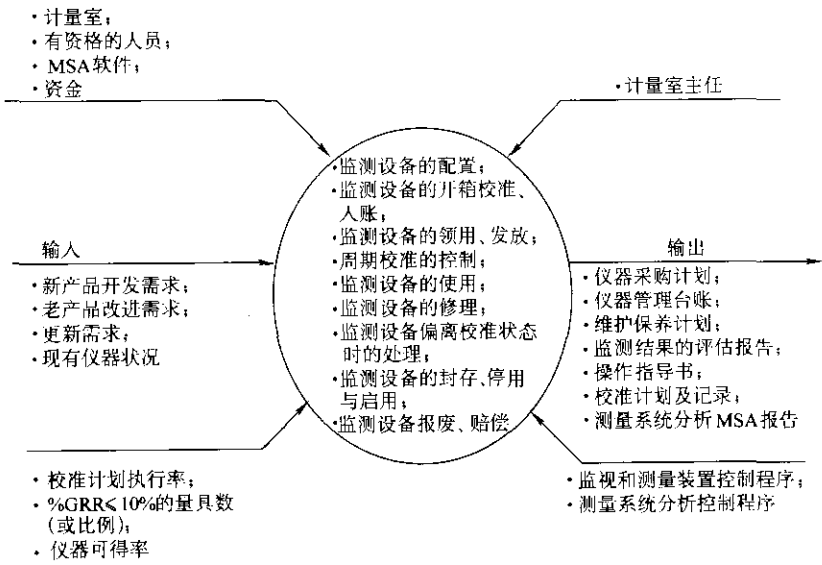 ·计量室；
·有资格的人员；
·MSA软件；
·资金
·计量室主任
·监测设备的配置；
·监测设备的开箱校准、
人账；
·监测设备的领用、发放；
·周期校准的控制；
·监测设备的使用；
·监测设备的修理；
·监测设备偏离校准状态
时的处理；
·监测设备的封存、停用
与启用；
·监测设备报废、赔偿
输入
·新产品开发需求；
·老产品改进需求；
·更新需求；
·现有仪器状况
输出
·仪器采购计划；
·仪器管理台账；
·维护保养计划；
·监测结果的评估报告；
·操作指导书；
·校准计划及记录；
·测量系统分析MSA报告
·校准计划执行率；
·%GRR≤10%的量具数
（或比例）；
·仪器可得率
·监视和测量装置控制程序；
·测量系统分析控制程序